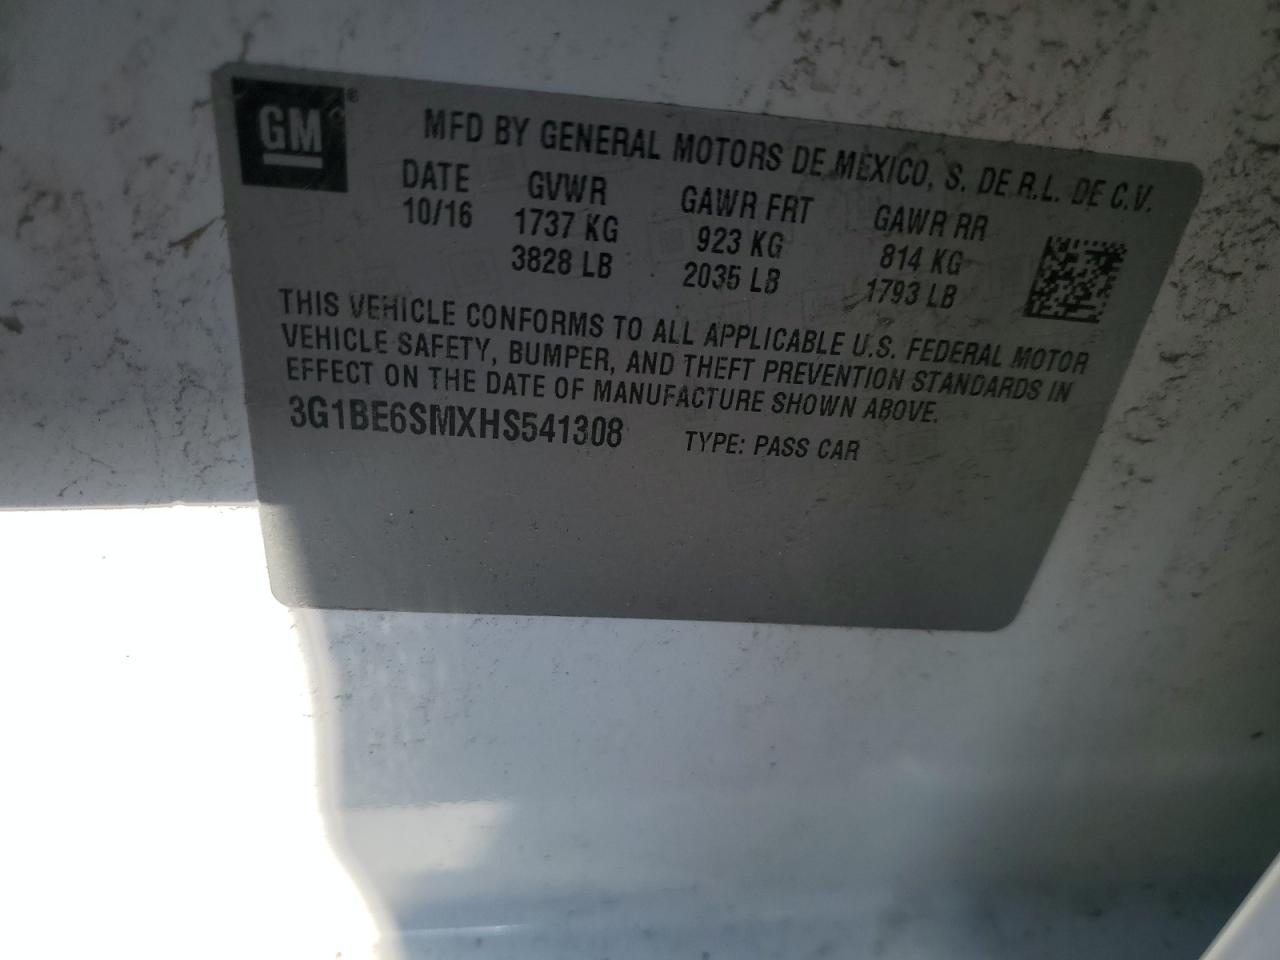 GM®
MFD BY GENERAL MOTORS DE MEXICO, S. DE R.L. DE C.V.
DATE GVWR GAWR FRT GAWR RR
10/16 1737 KG 923 KG 814 KG
3828 LB 2035 LB 1793 LB
THIS VEHICLE CONFORMS TO ALL APPLICABLE U.S. FEDERAL MOTOR
VEHICLE SAFETY, BUMPER, AND THEFT PREVENTION STANDARDS IN
EFFECT ON THE DATE OF MANUFACTURE SHOWN ABOVE.
3G1BE6SMXHS541308 TYPE: PASS CAR